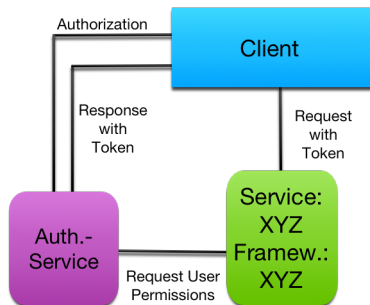 Authorization
Client
Response
with
Token
Request
with
Token
Auth.-
Service
Service:
XYZ
Framew.:
XYZ
Request User
Permissions